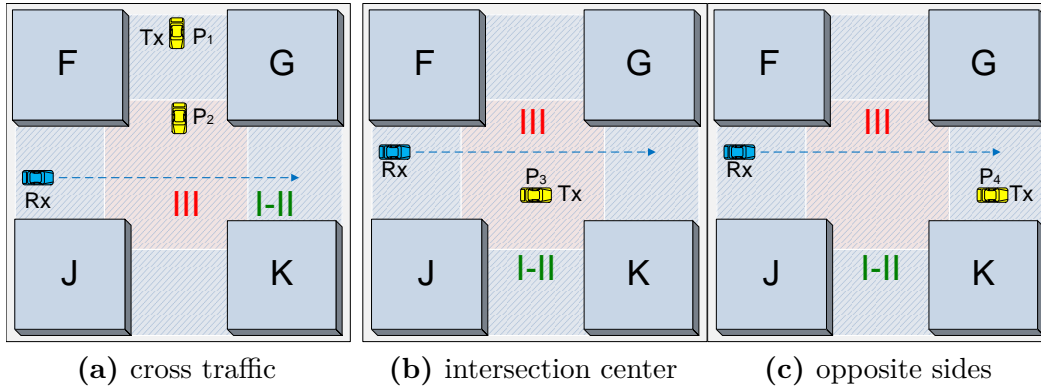 F
Tx P1
G
P2
Rx
III
I-II
J
K
(a) cross traffic
F
G
III
Rx
P3
Tx
J
I-II
K
(b) intersection center
F
G
III
Rx
P4
Tx
J
I-II
K
(c) opposite sides